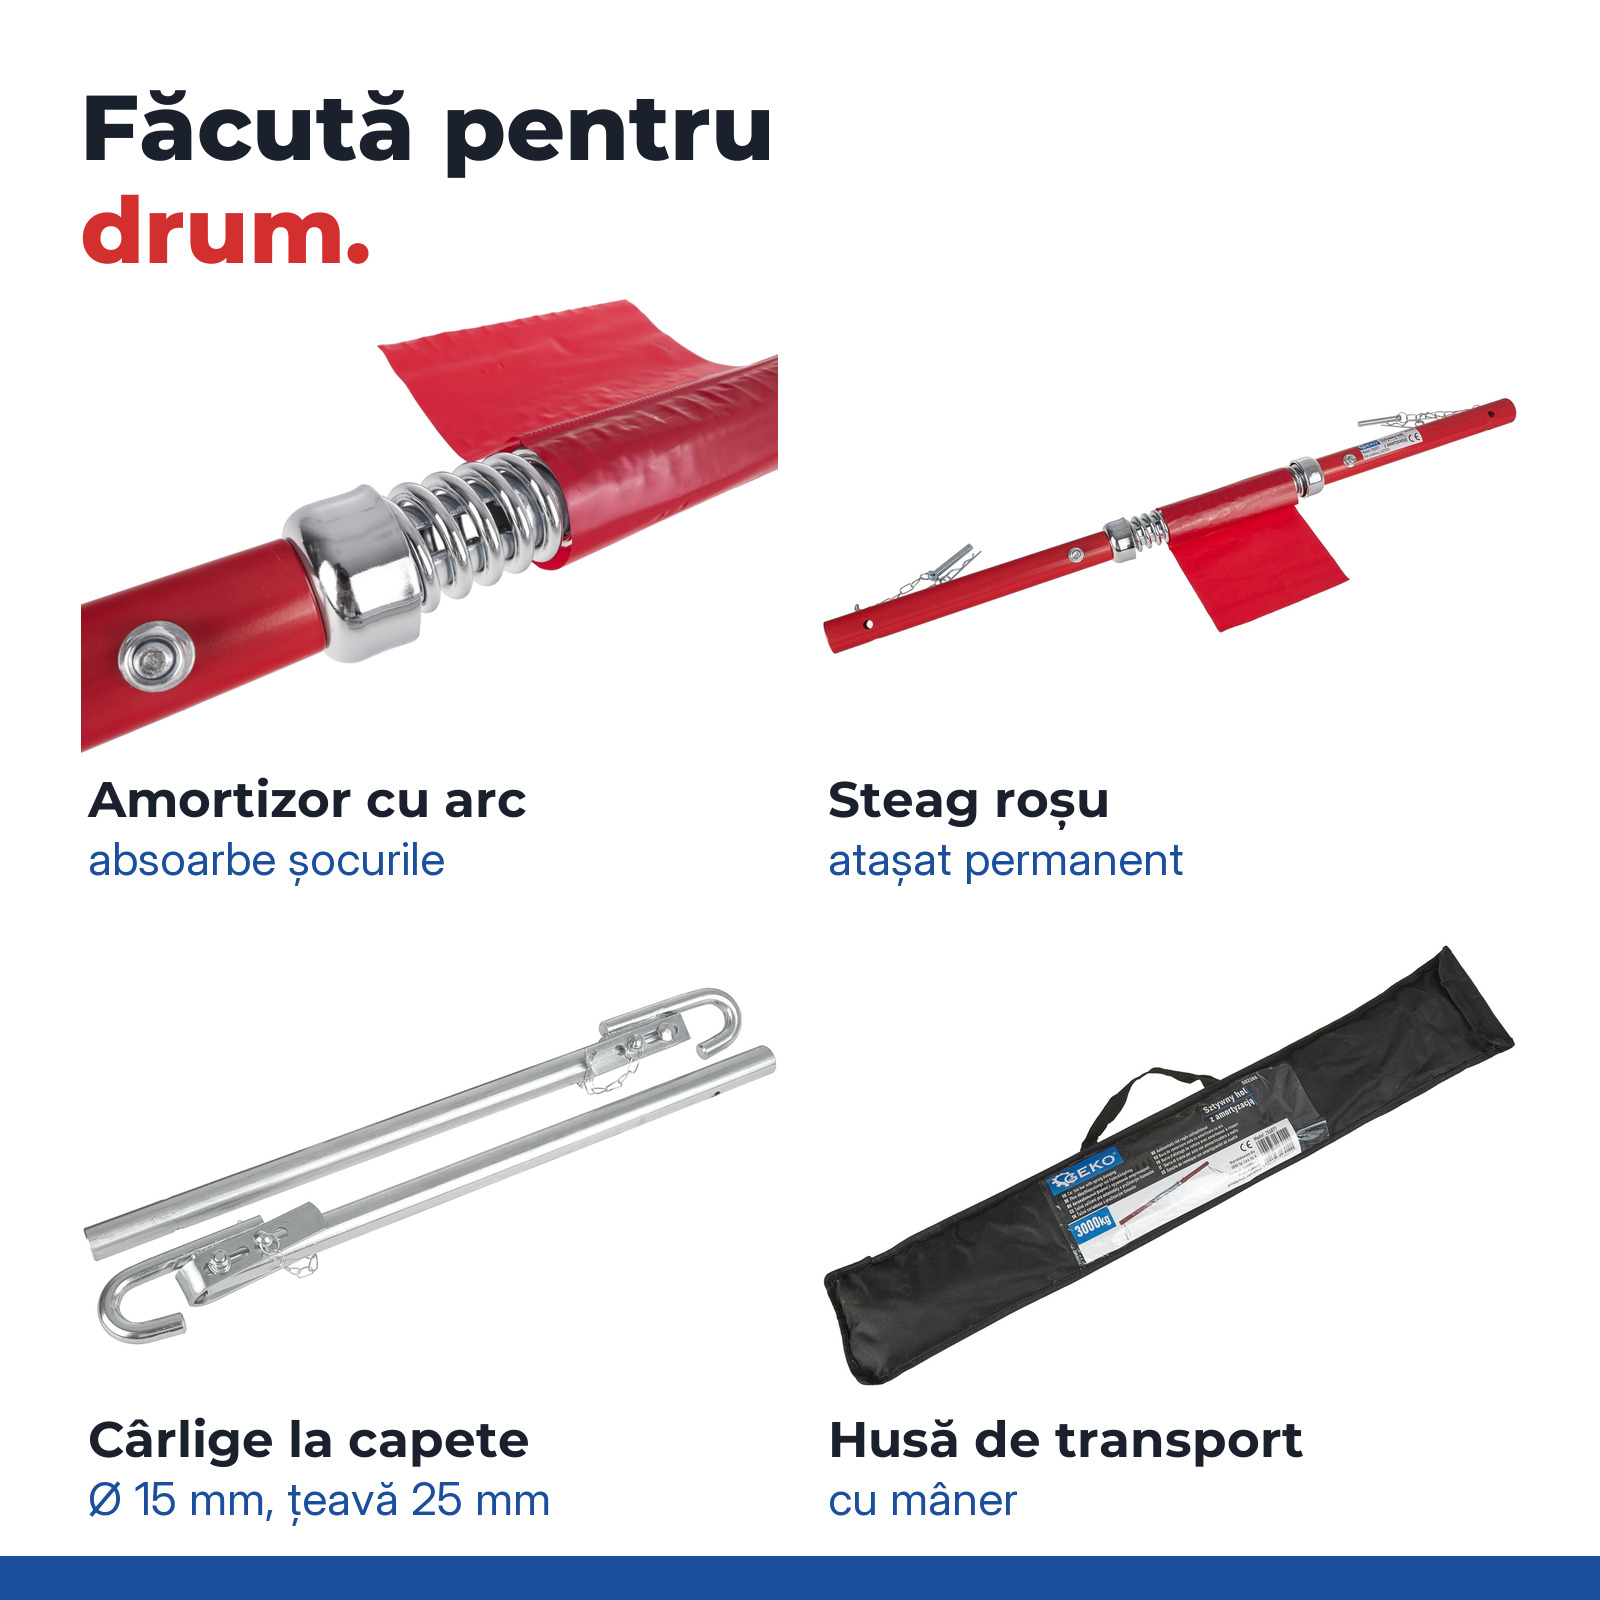 Făcută pentru
drum.
Amortizor cu arc
absoarbe șocurile
Steag roșu
atașat permanent
GEKO
Sztywny hol
z amortyzacją
3000kg
Cârlige la capete
Ø 15 mm, țeavă 25 mm
Husă de transport
cu mâner